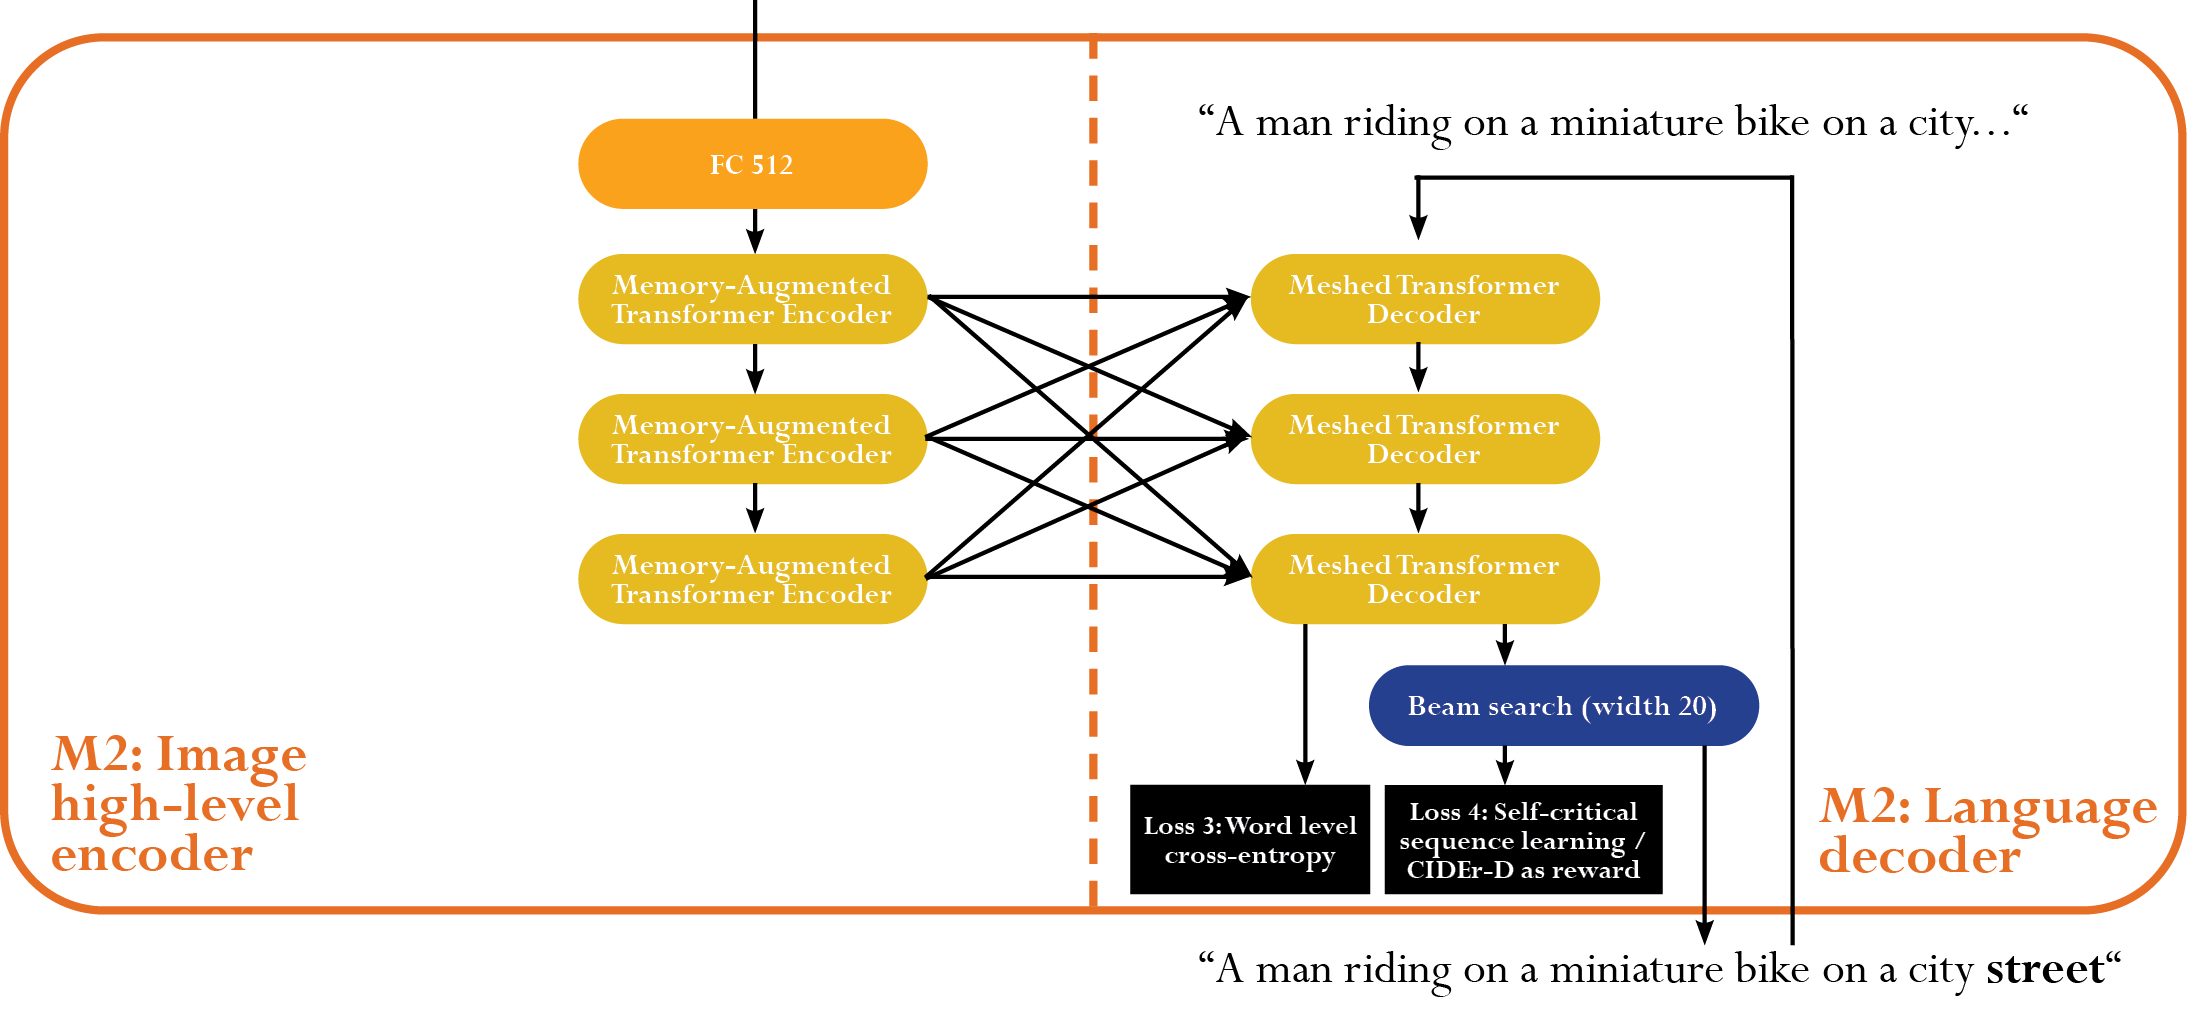 FC 512
Memory-Augmented
Transformer Encoder
Memory-Augmented
Transformer Encoder
Memory-Augmented
Transformer Encoder
M2: Image
high-level
encoder
“A man riding on a miniature bike on a city...“
Meshed Transformer
Decoder
Meshed Transformer
Decoder
Meshed Transformer
Decoder
Beam search (width 20)
Loss 3: Word level
cross-entropy
Loss 4: Self-critical
sequence learning /
CIDEr-D as reward
M2: Language
decoder
“A man riding on a miniature bike on a city street“